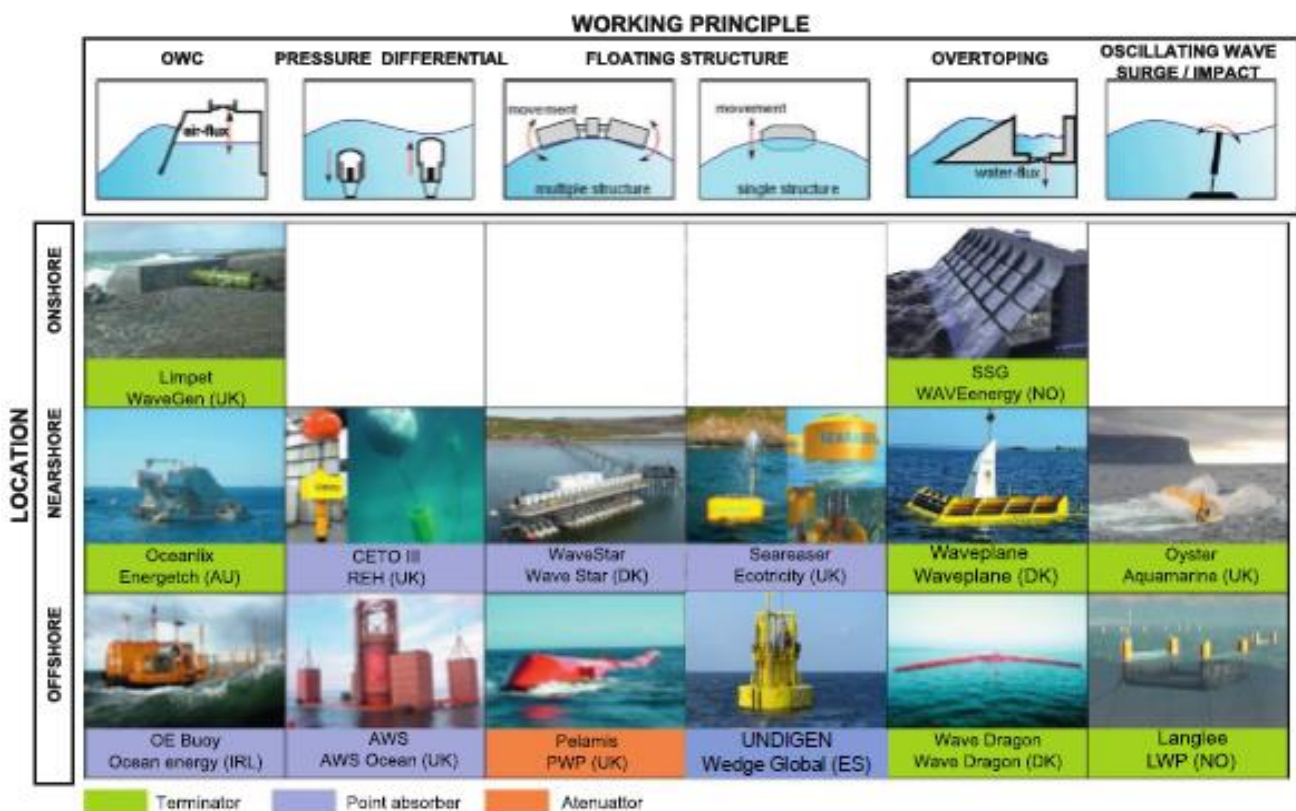 WORKING PRINCIPLE
OWC
PRESSURE DIFFERENTIAL
FLOATING STRUCTURE
OVERTOPING
OSCILLATING WAVE
SURGE / IMPACT
air-flux
movement
multiple structure
movement
single structure
water-flux
LOCATION
ONSHORE
Limpet
WaveGen (UK)
SSG
WAVEenergy (NO)
NEARSHORE
Oceanlix
Energetch (AU)
CETO III
REH (UK)
WaveStar
Wave Star (DK)
Seareaser
Ecotricity (UK)
Waveplane
Waveplane (DK)
Oyster
Aquamarine (UK)
OFFSHORE
OE Buoy
Ocean energy (IRL)
AWS
AWS Ocean (UK)
Pelamis
PWP (UK)
UNDIGEN
Wedge Global (ES)
Wave Dragon
Wave Dragon (DK)
Langlee
LWP (NO)
Terminator
Point absorber
Atenuattor